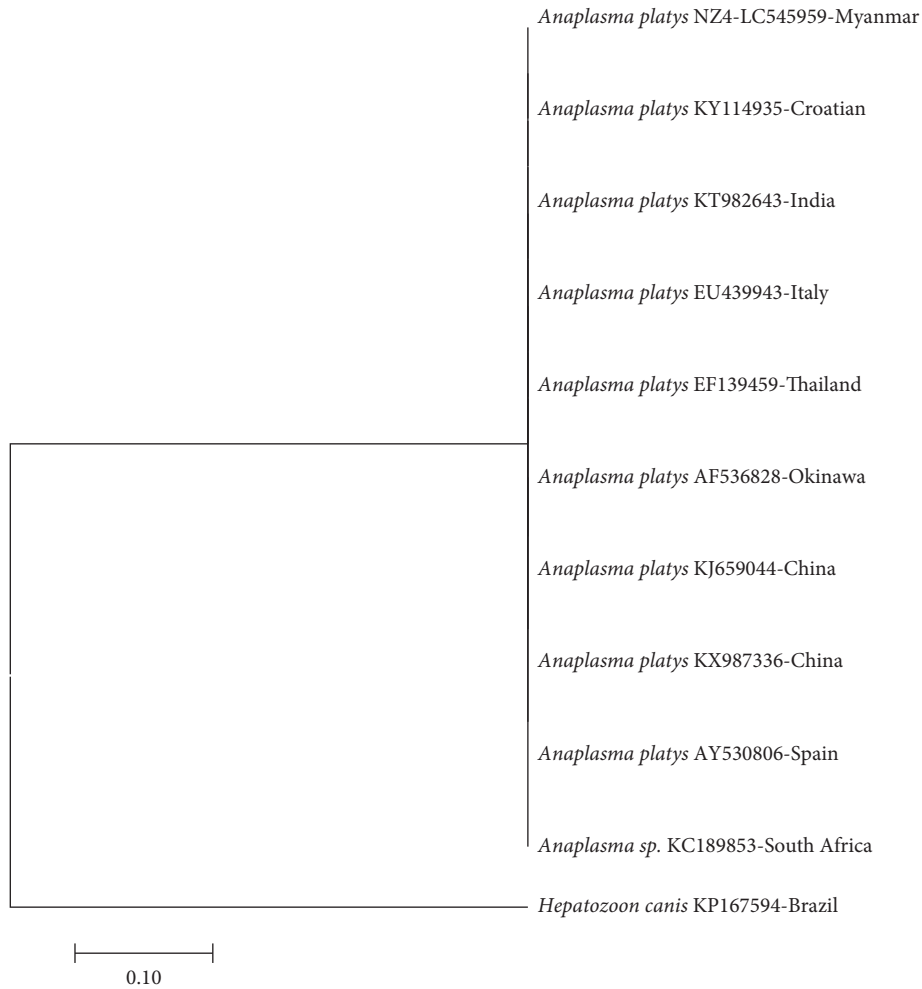 Anaplasma platys NZ4-LC545959-Myanmar
Anaplasma platys KY114935-Croatian
Anaplasma platys KT982643-India
Anaplasma platys EU439943-Italy
Anaplasma platys EF139459-Thailand
Anaplasma platys AF536828-Okinawa
Anaplasma platys KJ659044-China
Anaplasma platys KX987336-China
Anaplasma platys AY530806-Spain
Anaplasma sp. KC189853-South Africa
Hepatozoon canis KP167594-Brazil
0.10